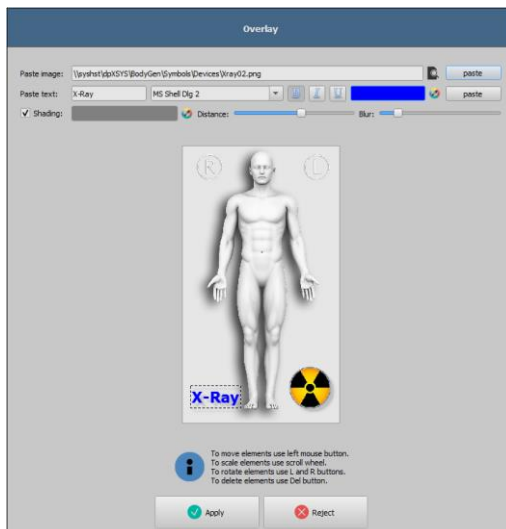 Overlay
Paste image: \\syshst\dpXSYS\BodyGen\Symbols\Devices\Xray02.png paste
Paste text: X-Ray MS Shell Dlg 2 B I U paste
Shading: Distance: Blur:
R L
X-Ray
To move elements use left mouse button.
To scale elements use scroll wheel.
To rotate elements use L and R buttons.
To delete elements use Del button.
Apply Reject